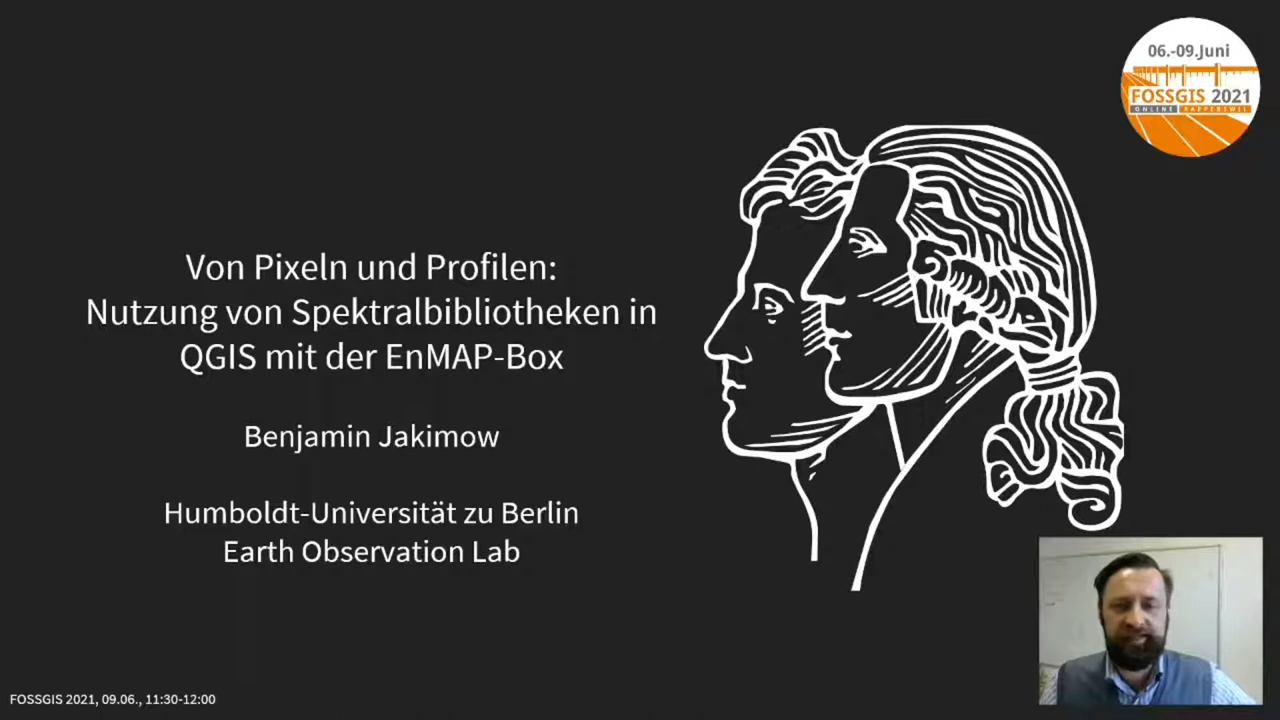 06.-09.Juni
FOSSGIS 2021
ONLINE RAPPERSWIL
Von Pixeln und Profilen:
Nutzung von Spektralbibliotheken in
QGIS mit der EnMAP-Box
Benjamin Jakimow
Humboldt-Universität zu Berlin
Earth Observation Lab
FOSSGIS 2021, 09.06., 11:30-12:00